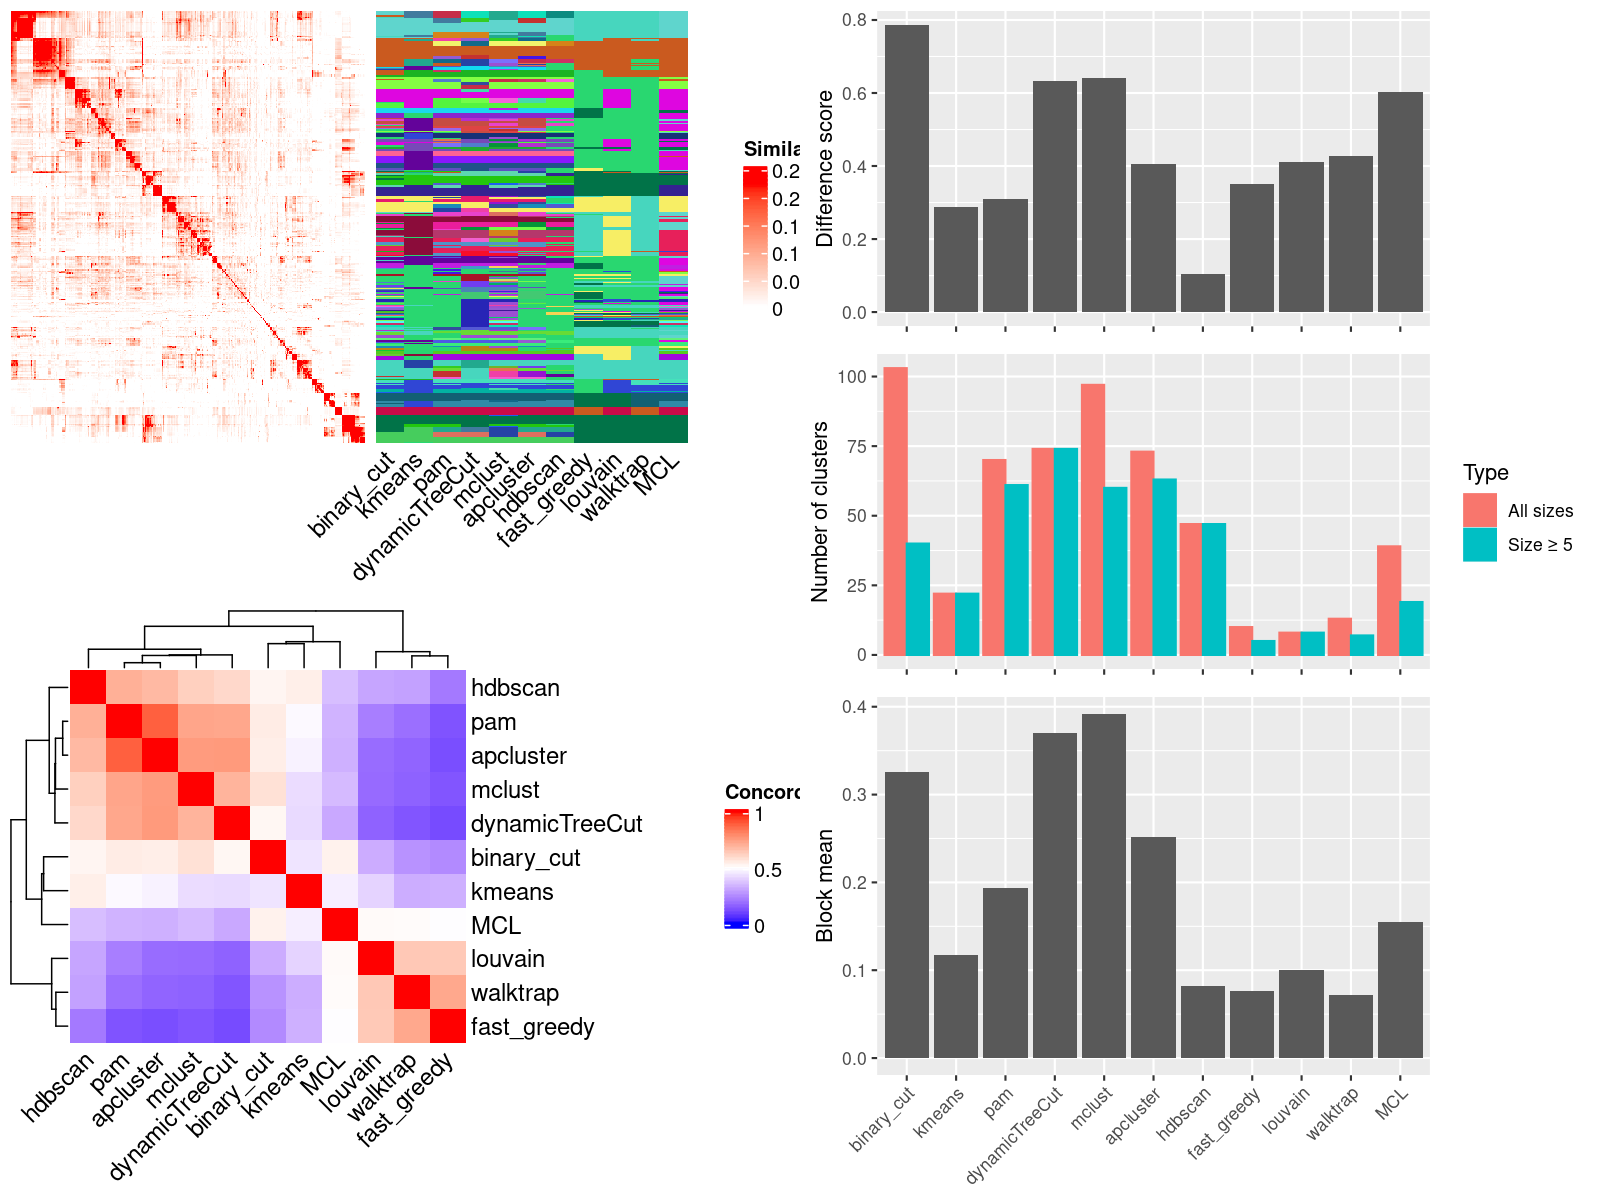 Simila
0.2
0.2
0.1
0.1
0.0
0
binary_cut
kmeans
pam
dynamicTreeCut
mclust
apcluster
hdbscan
fast_greedy
louvain
walktrap
MCL
hdbscan
pam
apcluster
mclust
dynamicTreeCut
binary_cut
kmeans
MCL
louvain
walktrap
fast_greedy
hdbscan
pam
apcluster
mclust
dynamicTreeCut
binary_cut
kmeans
MCL
louvain
walktrap
fast_greedy
Concord
1
0.5
0
Difference score
0.8
0.6
0.4
0.2
0.0
Number of clusters
100
75
50
25
0
Type
All sizes
Size ≥ 5
Block mean
0.4
0.3
0.2
0.1
0.0
binary_cut
kmeans
pam
dynamicTreeCut
mclust
apcluster
hdbscan
fast_greedy
louvain
walktrap
MCL